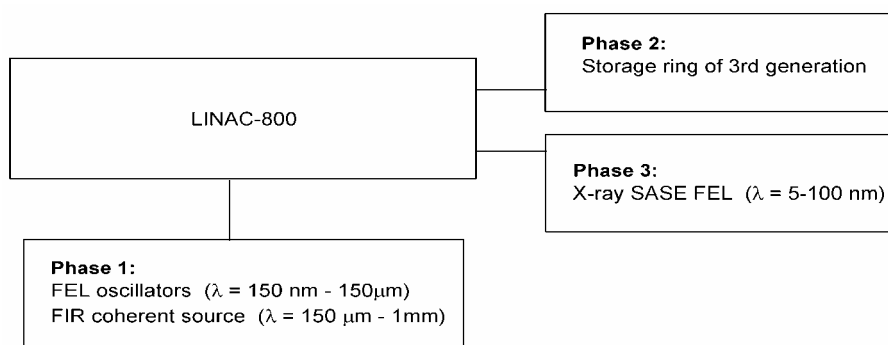 Phase 2:
Storage ring of 3rd generation
LINAC-800
Phase 3:
X-ray SASE FEL (λ = 5-100 nm)
Phase 1:
FEL oscillators (λ = 150 nm - 150μm)
FIR coherent source (λ = 150 μm - 1mm)